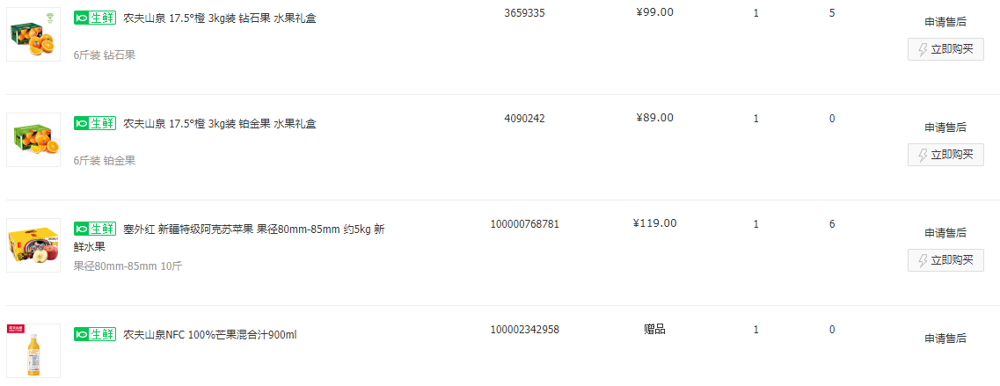 生鲜 农夫山泉 17.5°橙 3kg装 钻石果 水果礼盒 3659335 ¥99.00 1 5 申请售后
6斤装 钻石果 立即购买
生鲜 农夫山泉 17.5°橙 3kg装 铂金果 水果礼盒 4090242 ¥89.00 1 0 申请售后
6斤装 铂金果 立即购买
生鲜 塞外红 新疆特级阿克苏苹果 果径80mm-85mm 约5kg 新 100000768781 ¥119.00 1 6 申请售后
鲜水果
果径80mm-85mm 10斤 立即购买
农夫山泉
生鲜 农夫山泉NFC 100%芒果混合汁900ml 100002342958 赠品 1 0 申请售后
NFC